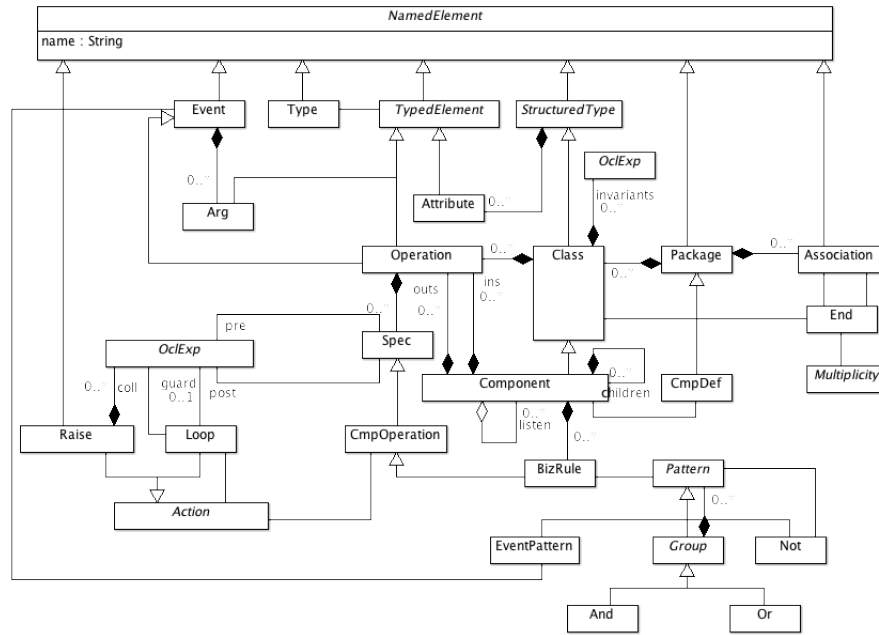 NamedElement
name : String
Event
Type
TypedElement
StructuredType
OclExp
0..*
Arg
Attribute
0..*
invariants
0..*
Operation
0..*
Class
0..*
Package
0..*
Association
outs
0..*
ins
0..*
0..*
End
pre
Spec
OclExp
0..*
coll
guard
0..1
post
Component
0..*
children
CmpDef
Multiplicity
0..*
listen
0..*
Raise
Loop
CmpOperation
BizRule
Pattern
0..*
Action
EventPattern
Group
Not
And
Or